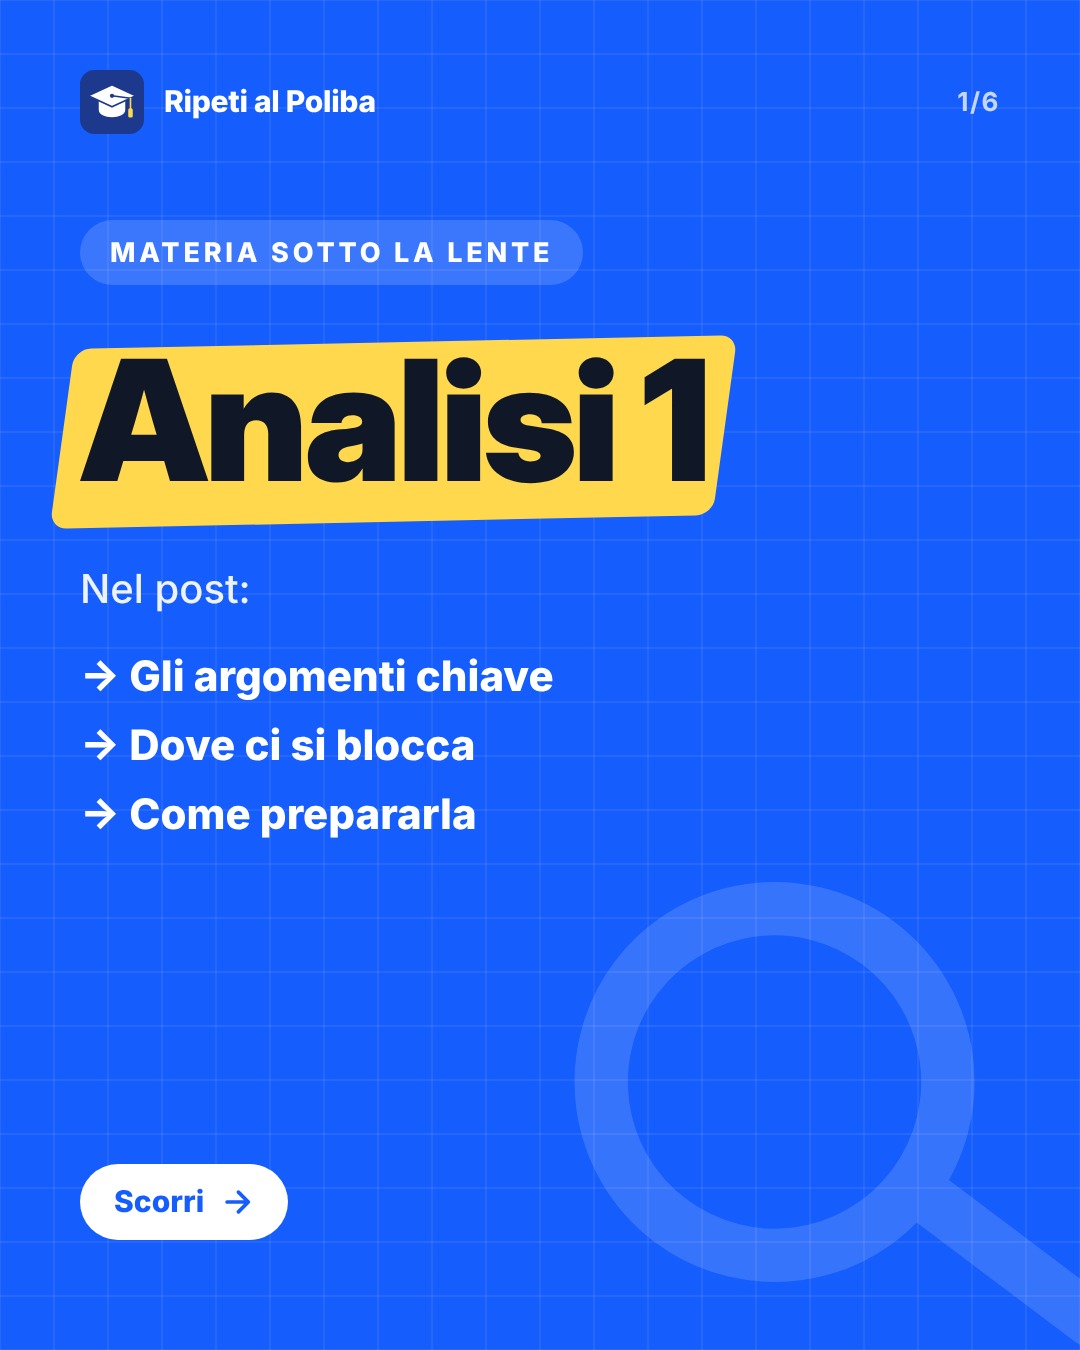 Ripeti al Poliba
1/6
MATERIA SOTTO LA LENTE
Analisi 1
Nel post:
→ Gli argomenti chiave
→ Dove ci si blocca
→ Come prepararla
Scorri →